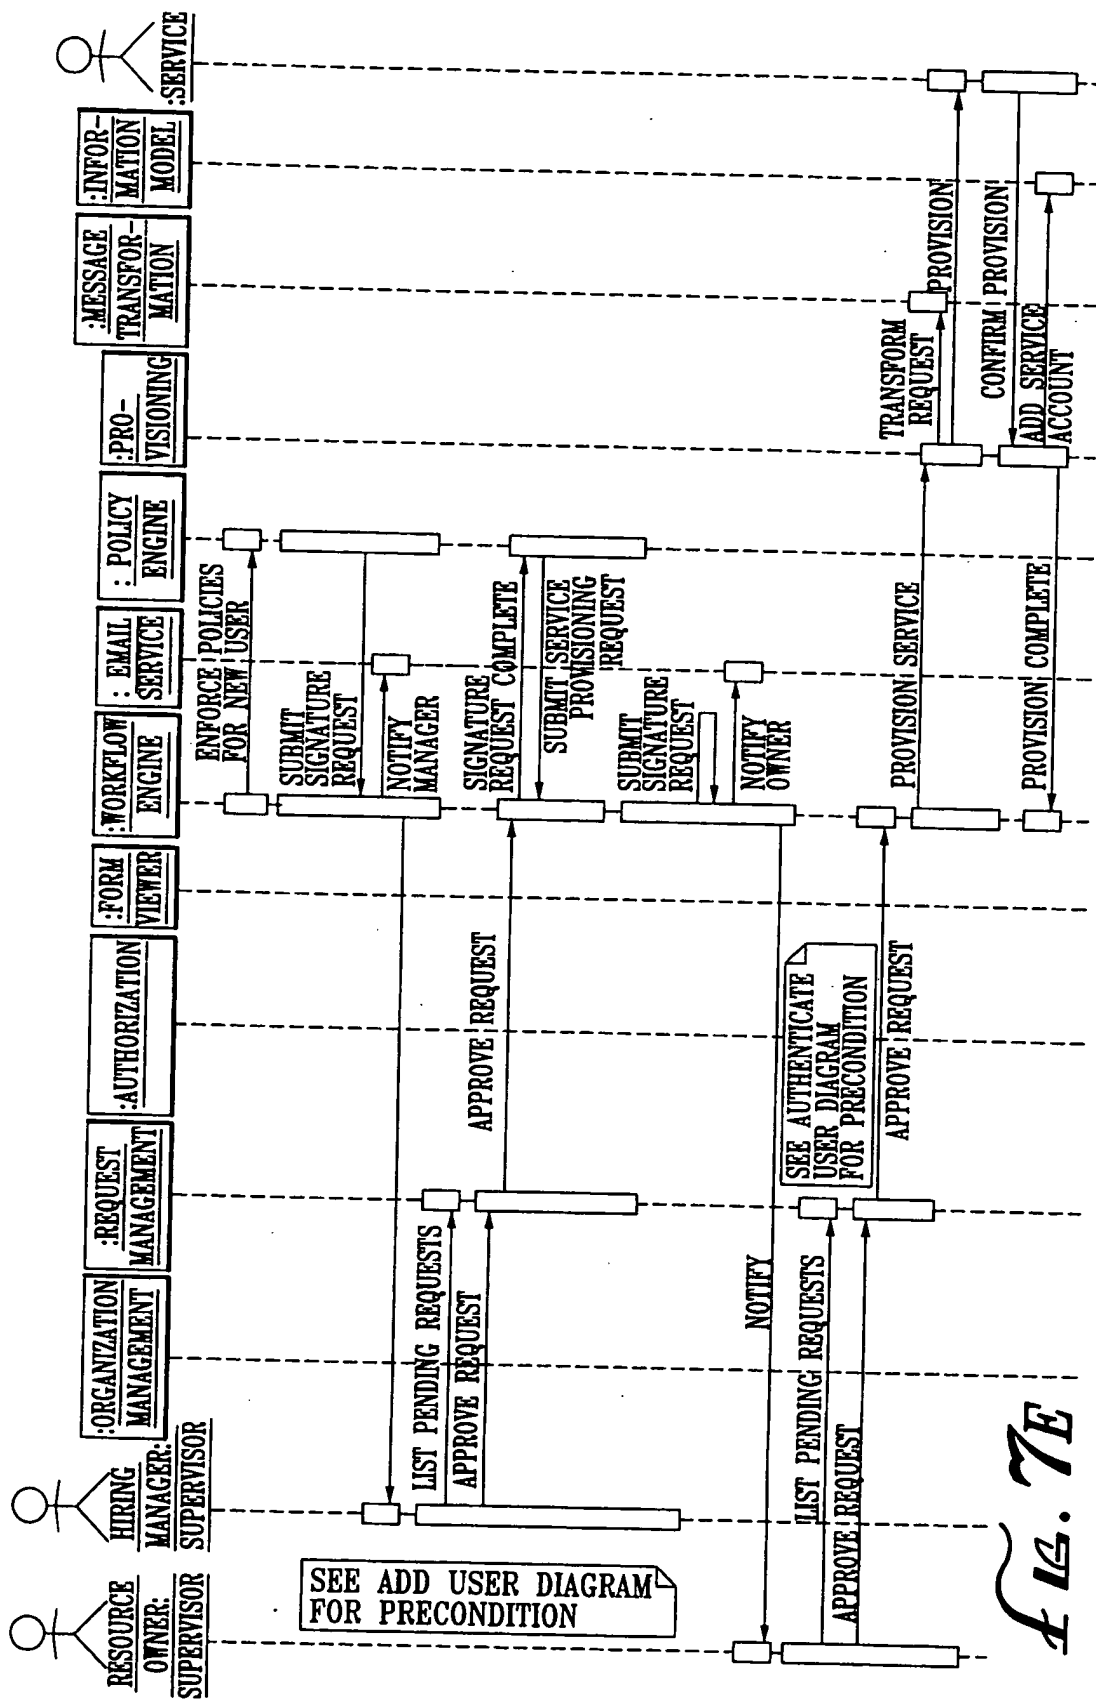 RESOURCE
OWNER:
SUPERVISOR
HIRING
MANAGER:
SUPERVISOR
:ORGANIZATION
MANAGEMENT
:REQUEST
MANAGEMENT
:AUTHORIZATION
:FORM
VIEWER
:WORKFLOW
ENGINE
: EMAIL
SERVICE
: POLICY
ENGINE
:PRO-
VISIONING
:MESSAGE
TRANSFOR-
MATION
:INFOR-
MATION
MODEL
:SERVICE
SEE ADD USER DIAGRAM
FOR PRECONDITION
ENFORCE POLICIES
FOR NEW USER
SUBMIT
SIGNATURE
REQUEST
NOTIFY
MANAGER
LIST PENDING REQUESTS
APPROVE REQUEST
APPROVE REQUEST
SIGNATURE
REQUEST COMPLETE
SUBMIT SERVICE
PROVISIONING
REQUEST
SUBMIT
SIGNATURE
REQUEST
NOTIFY
OWNER
NOTIFY
LIST PENDING REQUESTS
APPROVE REQUEST
SEE AUTHENTICATE
USER DIAGRAM
FOR PRECONDITION
APPROVE REQUEST
PROVISION SERVICE
TRANSFORM
REQUEST
PROVISION
CONFIRM PROVISION
ADD SERVICE
ACCOUNT
PROVISION COMPLETE
FIG. 7E